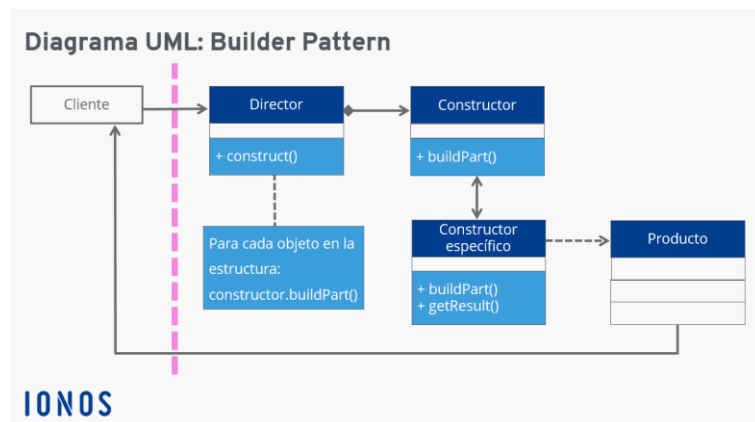 Diagrama UML: Builder Pattern
Cliente
Director
+ construct()
Para cada objeto en la
estructura:
constructor.buildPart()
Constructor
+ buildPart()
Constructor
específico
+ buildPart()
+ getResult()
Producto
IONOS